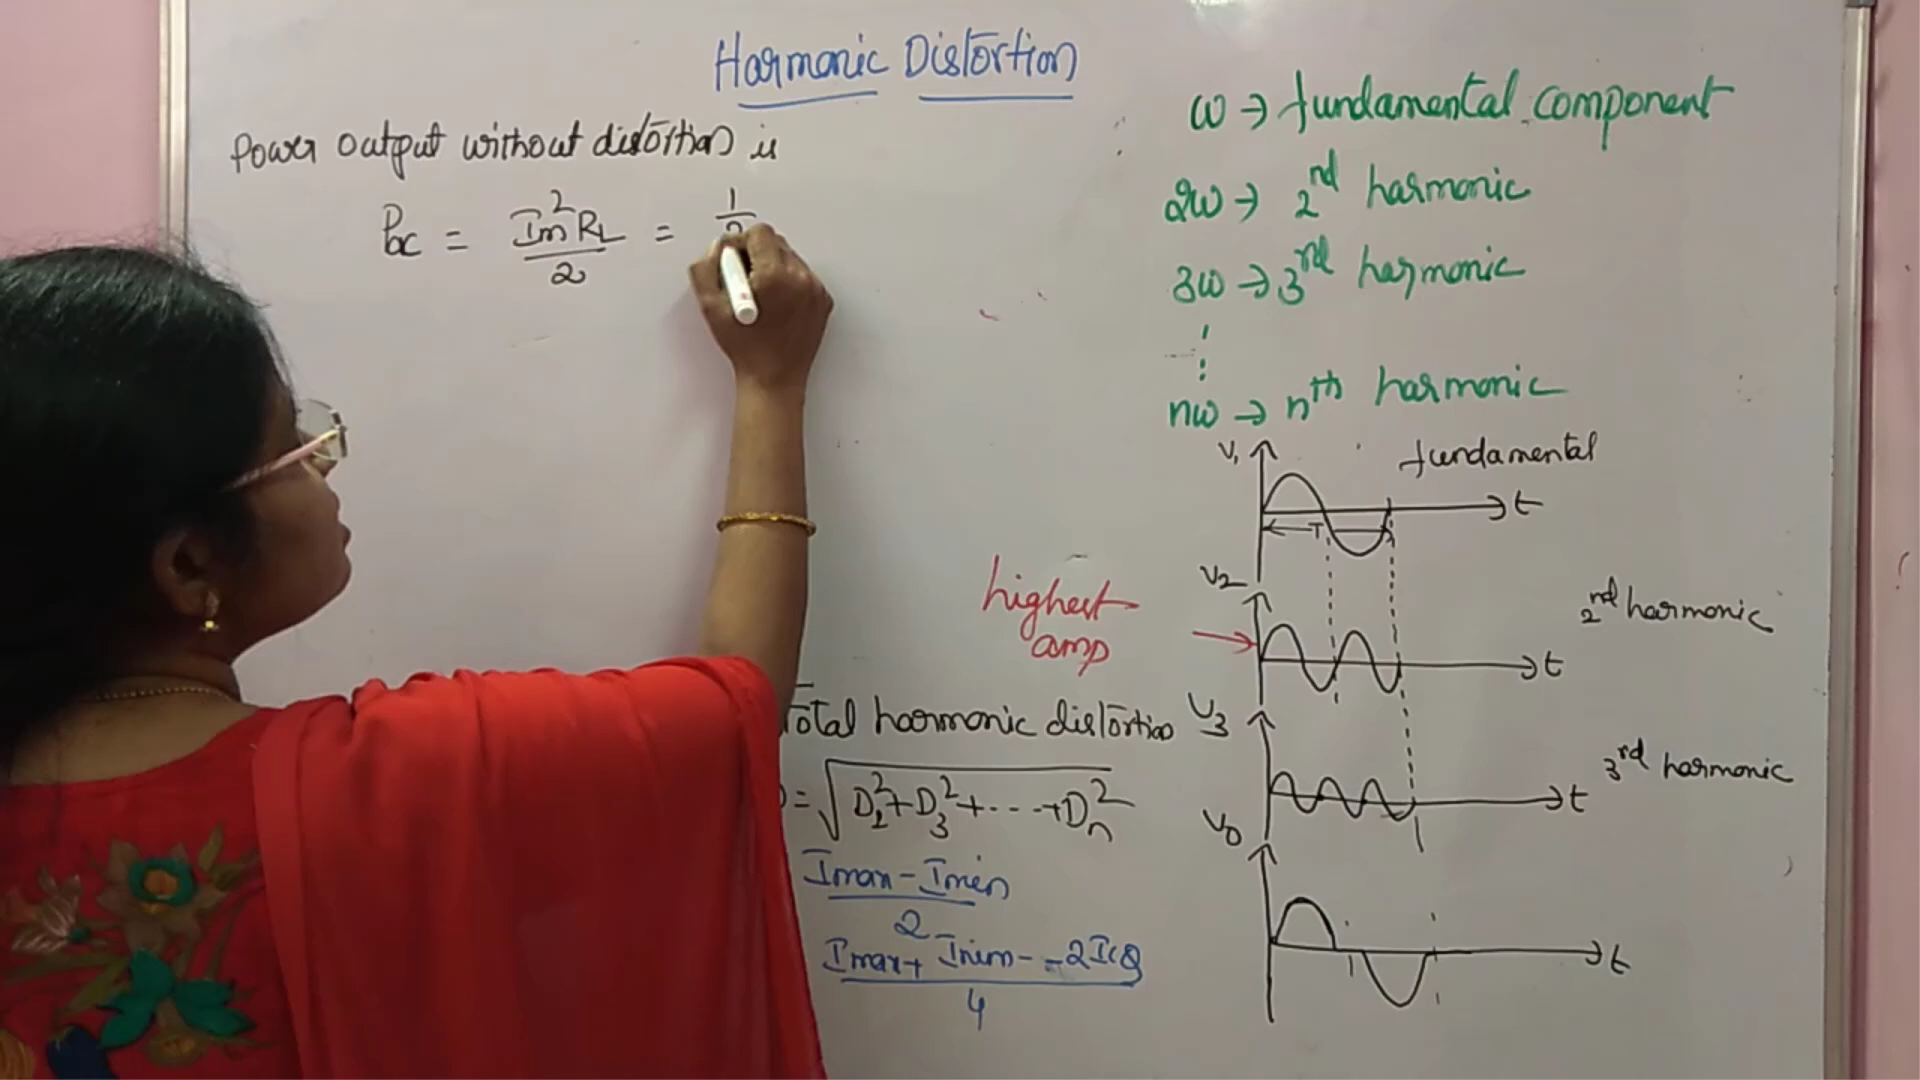 Harmonic Distortion
Power output without distortion is
Pac = Im²RL/2 = 1/2
Total harmonic distortion
= √D₂²+D₃²+---+Dₙ²
Imax-Imin
2
Imax+Imin--2ICQ
4
highest
amp
ω→ fundamental component
2ω→ 2nd harmonic
3ω→3rd harmonic
nω→nth harmonic
V1
fundamental
T
t
V2
2nd harmonic
t
V3
3rd harmonic
t
V0
t